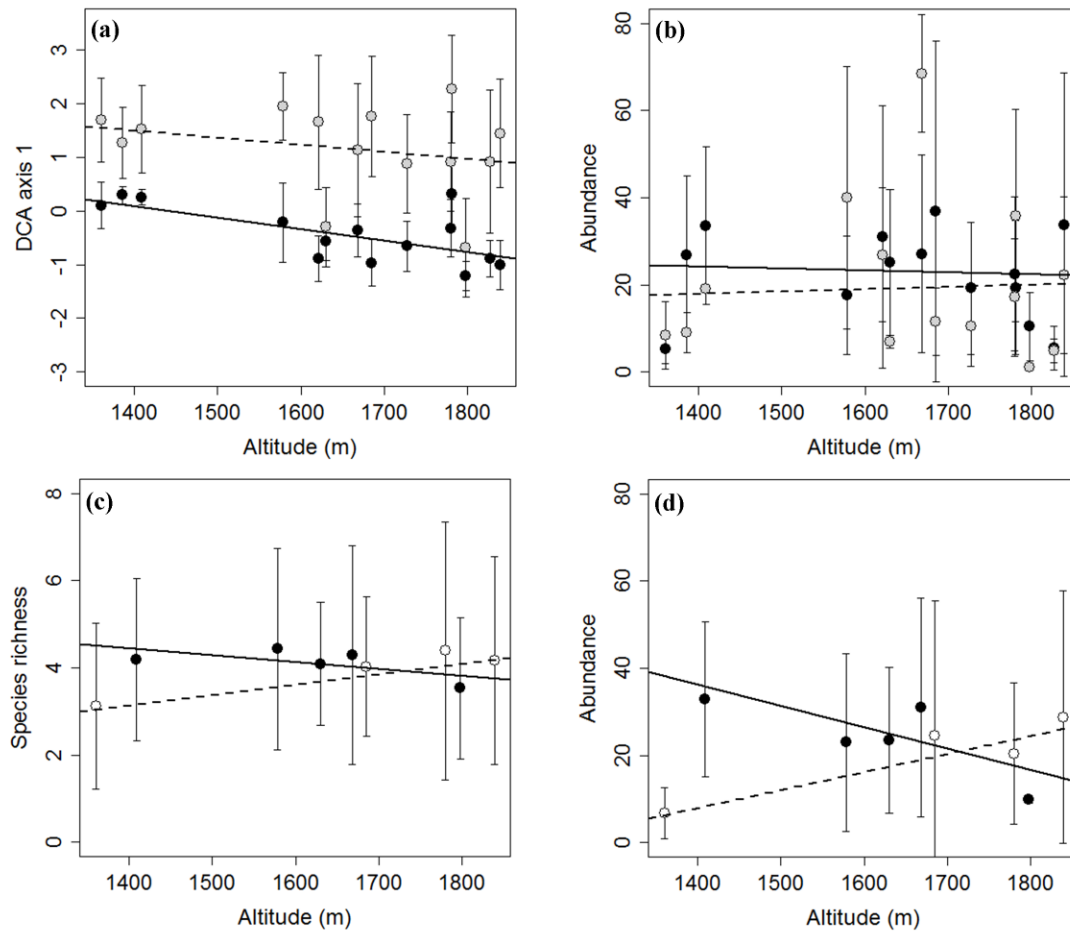 (a)
3
2
1
0
-1
-2
-3
DCA axis 1
1400 1500 1600 1700 1800
Altitude (m)
(b)
80
60
40
20
0
Abundance
1400 1500 1600 1700 1800
Altitude (m)
(c)
8
6
4
2
0
Species richness
1400 1500 1600 1700 1800
Altitude (m)
(d)
80
60
40
20
0
Abundance
1400 1500 1600 1700 1800
Altitude (m)